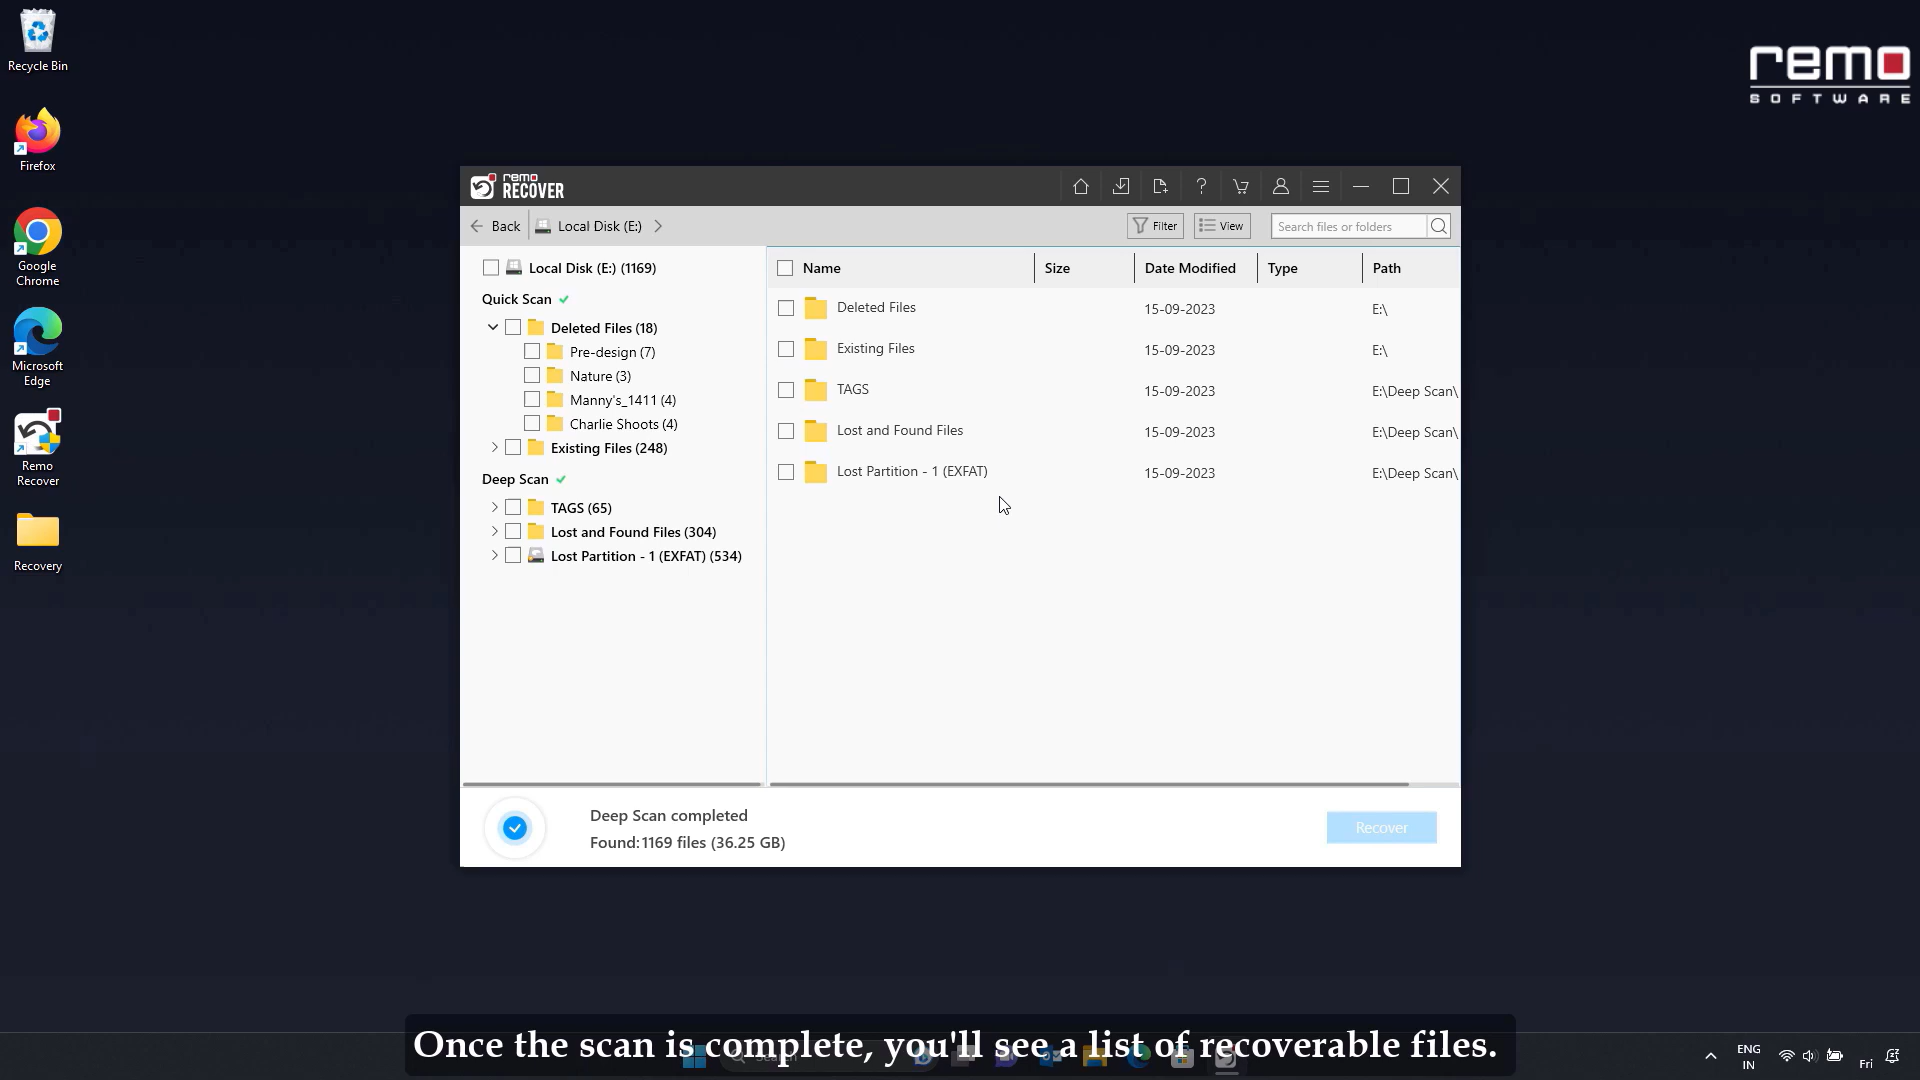 Recycle Bin
Firefox
Google
Chrome
Microsoft
Edge
Remo
Recover
Recovery
remo
SOFTWARE
remo
RECOVER
Back
Local Disk (E:)
Filter
View
Search files or folders
Local Disk (E:) (1169)
Quick Scan
Deleted Files (18)
Pre-design (7)
Nature (3)
Manny's_1411 (4)
Charlie Shoots (4)
Existing Files (248)
Deep Scan
TAGS (65)
Lost and Found Files (304)
Lost Partition - 1 (EXFAT) (534)
Name Size Date Modified Type Path
Deleted Files 15-09-2023 E:\
Existing Files 15-09-2023 E:\
TAGS 15-09-2023 E:\Deep Scan\
Lost and Found Files 15-09-2023 E:\Deep Scan\
Lost Partition - 1 (EXFAT) 15-09-2023 E:\Deep Scan\
Deep Scan completed
Found:1169 files (36.25 GB)
Recover
Once the scan is complete, you'll see a list of recoverable files.
Search
ENG
IN
Fri